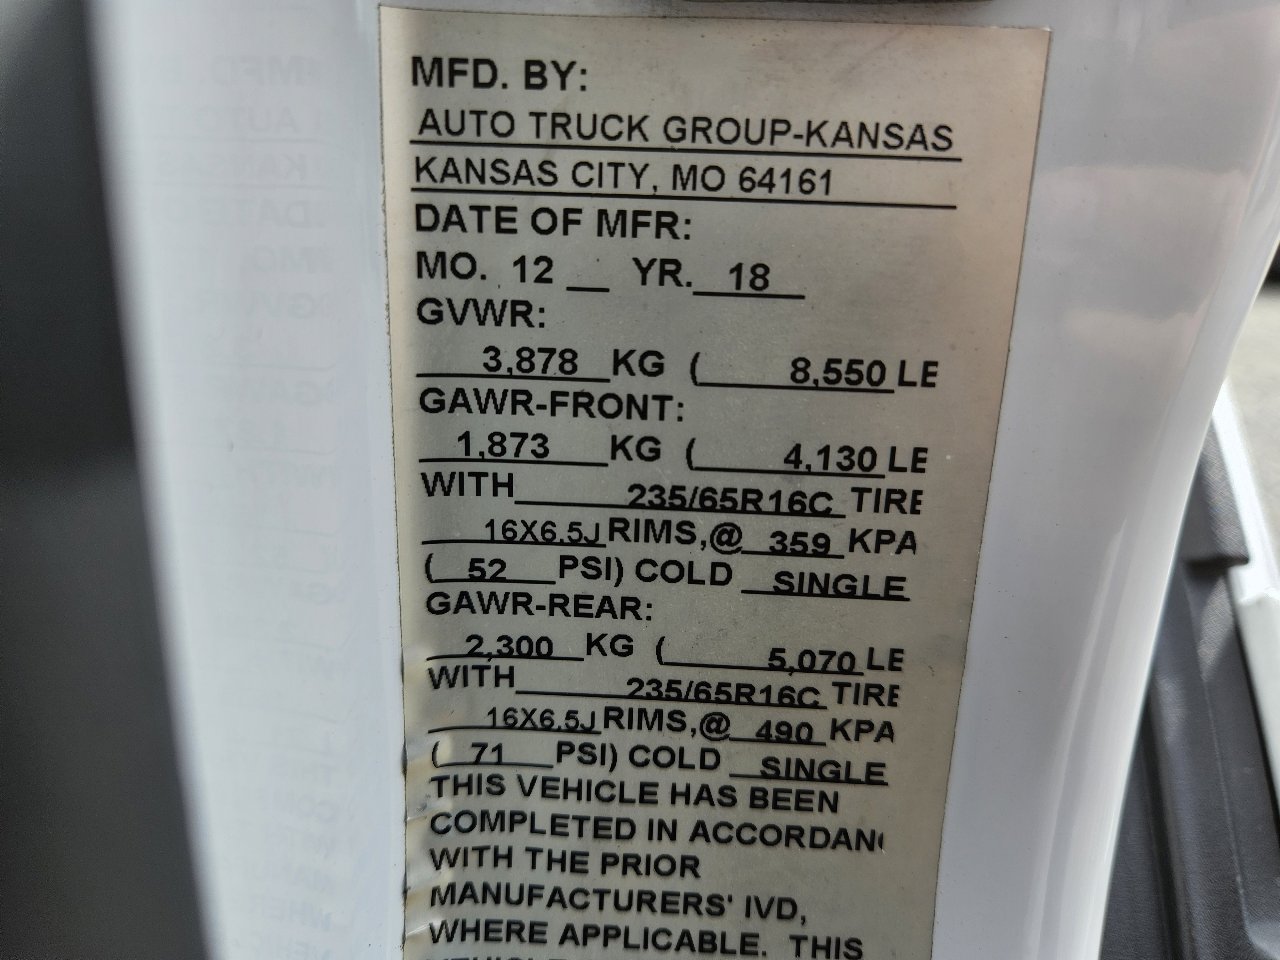 MFD. BY:
AUTO TRUCK GROUP-KANSAS
KANSAS CITY, MO 64161
DATE OF MFR:
MO. 12 __ YR. 18
GVWR:
3,878 KG ( 8,550 LE
GAWR-FRONT:
1,873 KG ( 4,130 LE
WITH 235/65R16C TIRE
16X6.5J RIMS,@ 359 KPA
( 52 PSI) COLD SINGLE
GAWR-REAR:
2,300 KG ( 5,070 LE
WITH 235/65R16C TIRE
16X6.5J RIMS,@ 490 KPA
( 71 PSI) COLD SINGLE
THIS VEHICLE HAS BEEN
COMPLETED IN ACCORDAN
WITH THE PRIOR
MANUFACTURERS' IVD,
WHERE APPLICABLE. THIS